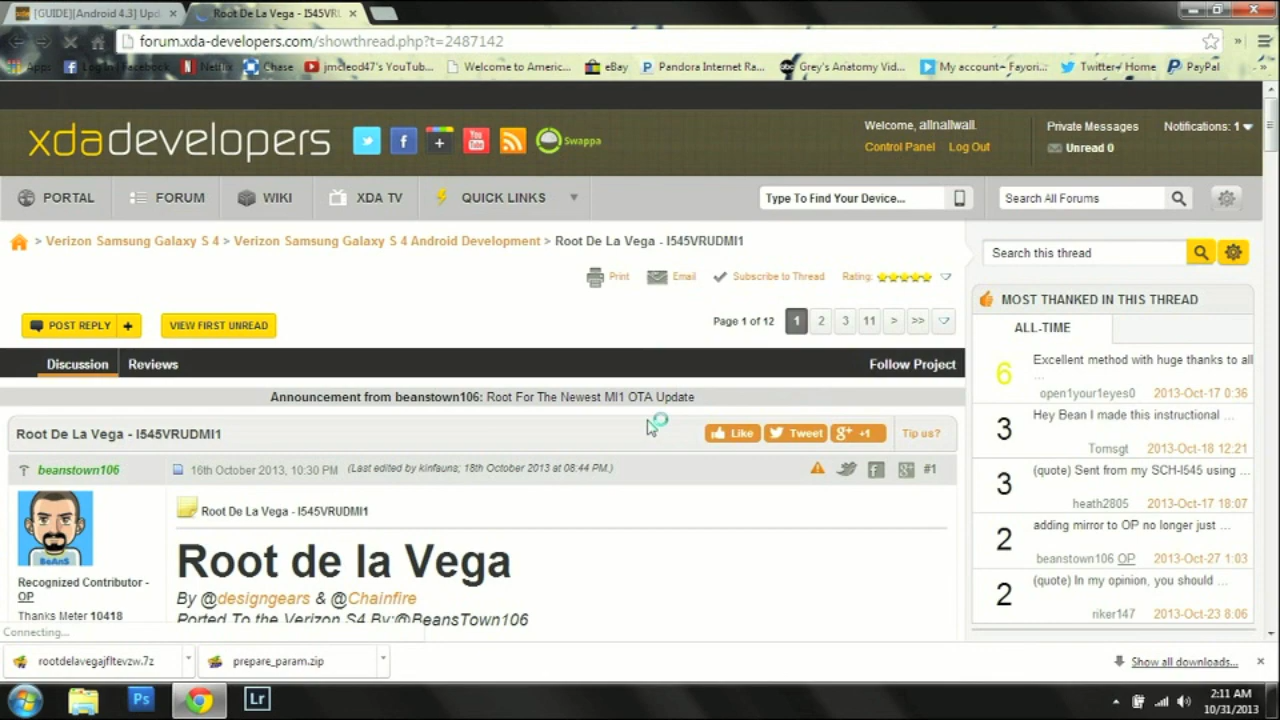 [GUIDE][Android 4.3] Upd
Root De La Vega - I545VRU
forum.xda-developers.com/showthread.php?t=2487142
Apps
Log In | Facebook
Netflix
Chase
jmcleod47's YouTub...
Welcome to Americ...
eBay
Pandora Internet Ra...
Grey's Anatomy Vid...
My account - Fayori...
Twitter / Home
PayPal
»
xdadevelopers
Swappa
Welcome, allnallwall.
Control Panel Log Out
Private Messages
Unread 0
Notifications: 1
PORTAL
FORUM
WIKI
XDA TV
QUICK LINKS
Type To Find Your Device...
Search All Forums
> Verizon Samsung Galaxy S 4 > Verizon Samsung Galaxy S 4 Android Development > Root De La Vega - I545VRUDMI1
Print
Email
Subscribe to Thread
Rating:
POST REPLY +
VIEW FIRST UNREAD
Page 1 of 12 1 2 3 11 > >>
Discussion
Reviews
Follow Project
Announcement from beanstown106: Root For The Newest MI1 OTA Update
Root De La Vega - I545VRUDMI1
Like
Tweet
g+ +1
Tip us?
beanstown106
16th October 2013, 10:30 PM (Last edited by kinfauns; 18th October 2013 at 08:44 PM.)
#1
BeAnS
Recognized Contributor - OP
Thanks Meter 10418
Root De La Vega - I545VRUDMI1
Root de la Vega
By @designgears & @Chainfire
Ported To the Verizon S4 By:@BeansTown106
Search this thread
MOST THANKED IN THIS THREAD
ALL-TIME
6
Excellent method with huge thanks to all
...
open1your1eyes0 2013-Oct-17 0:36
3
Hey Bean I made this instructional ...
Tomsgt 2013-Oct-18 12:21
3
(quote) Sent from my SCH-I545 using ...
heath2805 2013-Oct-17 18:07
2
adding mirror to OP no longer just ...
beanstown106 OP 2013-Oct-27 1:03
2
(quote) In my opinion, you should ...
riker147 2013-Oct-23 8:06
Connecting...
rootdelavegajfltevzw.7z
prepare_param.zip
Show all downloads...
Ps
Lr
2:11 AM
10/31/2013